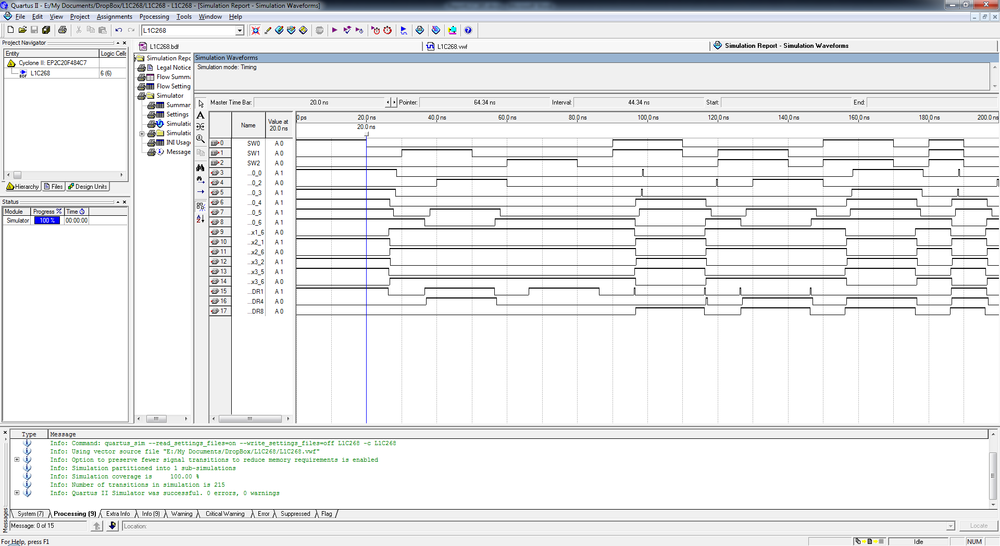 Quartus II - E:/My Documents/DropBox/L1C268/L1C268 - L1C268 - [Simulation Report - Simulation Waveforms]
File Edit View Project Assignments Processing Tools Window Help
L1C268
Project Navigator
Entity Logic Cells
Cyclone II: EP2C20F484C7
L1C268 6 (6)
Hierarchy Files Design Units
Status
Module Progress % Time
Simulator 100 % 00:00:00
L1C268.bdf L1C268.vwf Simulation Report - Simulation Waveforms
Simulation Repo
Legal Notice
Flow Summa
Flow Setting
Simulator
Summar
Settings
Simulatio
Simulatio
INI Usage
Message
Simulation Waveforms
Simulation mode: Timing
Master Time Bar: 20.0 ns Pointer: 64.34 ns Interval: 44.34 ns Start: End:
Name Value at 20.0 ns
0 ps 20.0 ns 40.0 ns 60.0 ns 80.0 ns 100.0 ns 120.0 ns 140.0 ns 160.0 ns 180.0 ns 200.0 ns
20.0 ns
0 SW0 A 0
1 SW1 A 0
2 SW2 A 0
3 ...0_0 A 1
4 ...0_2 A 0
5 ...0_3 A 1
6 ...0_4 A 1
7 ...0_5 A 1
8 ...0_6 A 1
9 ...x1_6 A 0
10 ...x2_1 A 1
11 ...x2_6 A 0
12 ...x3_2 A 1
13 ...x3_5 A 1
14 ...x3_6 A 0
15 ...DR1 A 1
16 ...DR4 A 0
17 ...DR8 A 0
Type Message
Info: Command: quartus_sim --read_settings_files=on --write_settings_files=off L1C268 -c L1C268
Info: Using vector source file "E:/My Documents/DropBox/L1C268/L1C268.vwf"
Info: Option to preserve fewer signal transitions to reduce memory requirements is enabled
Info: Simulation partitioned into 1 sub-simulations
Info: Simulation coverage is 100.00 %
Info: Number of transitions in simulation is 215
Info: Quartus II Simulator was successful. 0 errors, 0 warnings
System (7) Processing (9) Extra Info Info (9) Warning Critical Warning Error Suppressed Flag
Messages
Message: 0 of 15 Location: Locate
For Help, press F1 Idle NUM